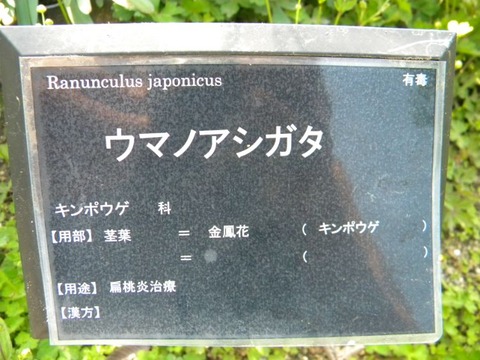 Ranunculus japonicus 有毒
ウマノアシガタ
キンポウゲ 科
【用部】 茎葉 = 金鳳花 ( キンポウゲ )
= ( )
【用途】 扁桃炎治療
【漢方】